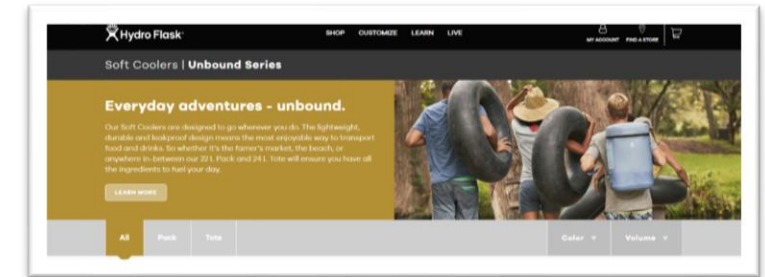 Hydro Flask
SHOP CUSTOMIZE LEARN LIVE
MY ACCOUNT FIND A STORE
Soft Coolers | Unbound Series
Everyday adventures - unbound.
Our Soft Coolers are designed to go wherever you do. The lightweight,
durable and leakproof design means the most enjoyable way to transport
food and drinks. So whether it's the famer's market, the beach, or
anywhere in-between our 22 L Pack and 24 L Tote will ensure you have all
the ingredients to fuel your day.
LEARN MORE
All Pack Tote Color Volume